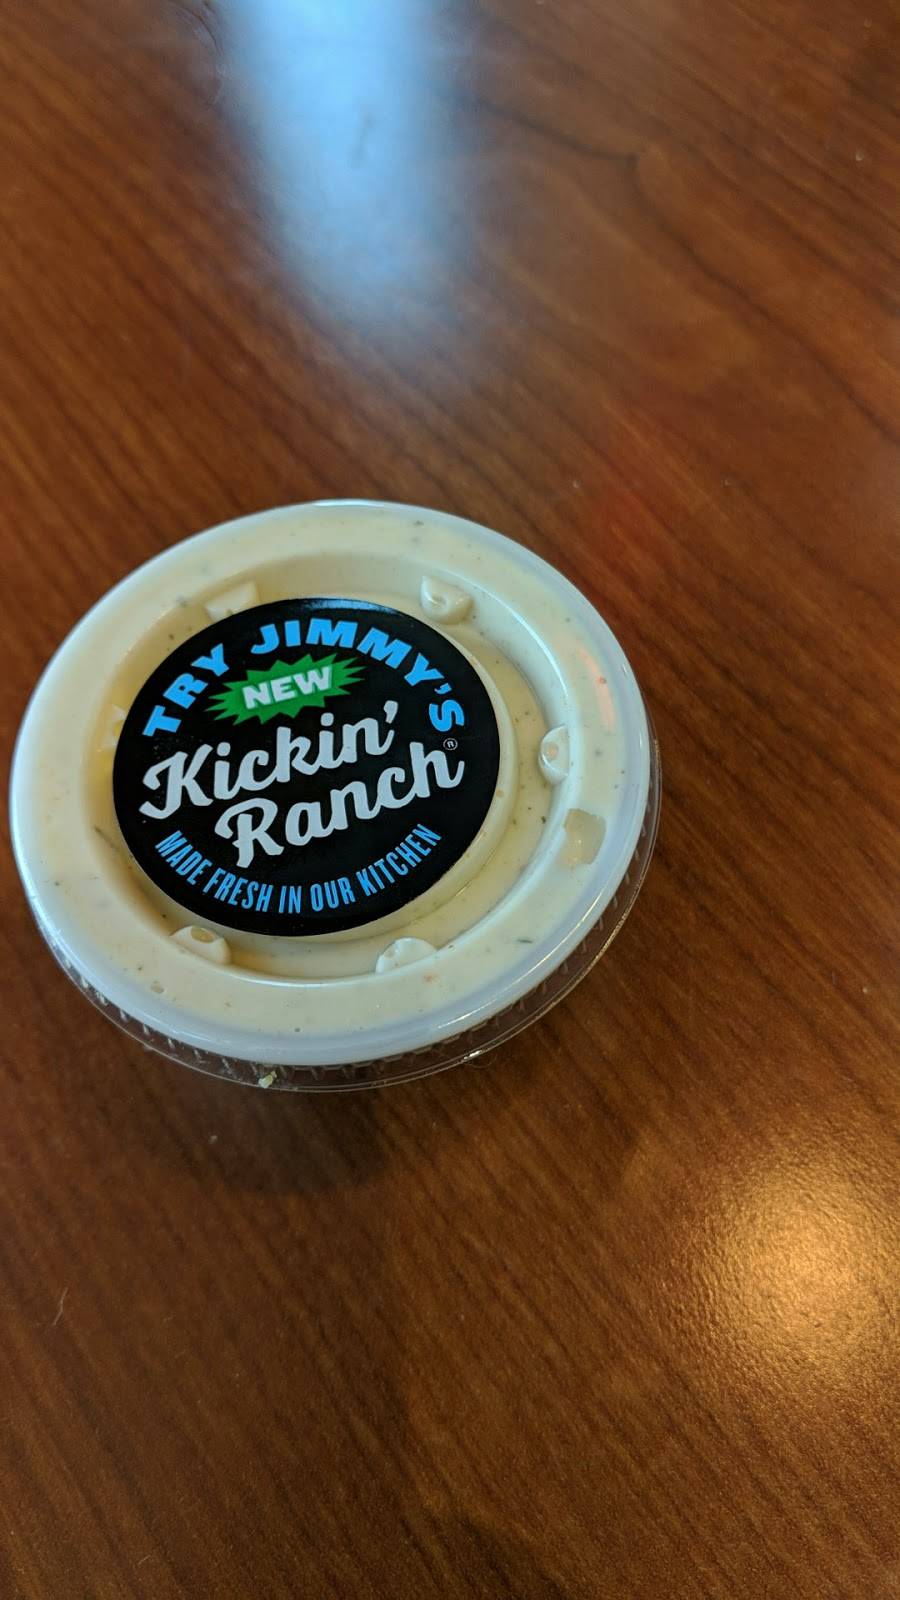 TRY JIMMY'S
NEW
Kickin'
Ranch®
MADE FRESH IN OUR KITCHEN